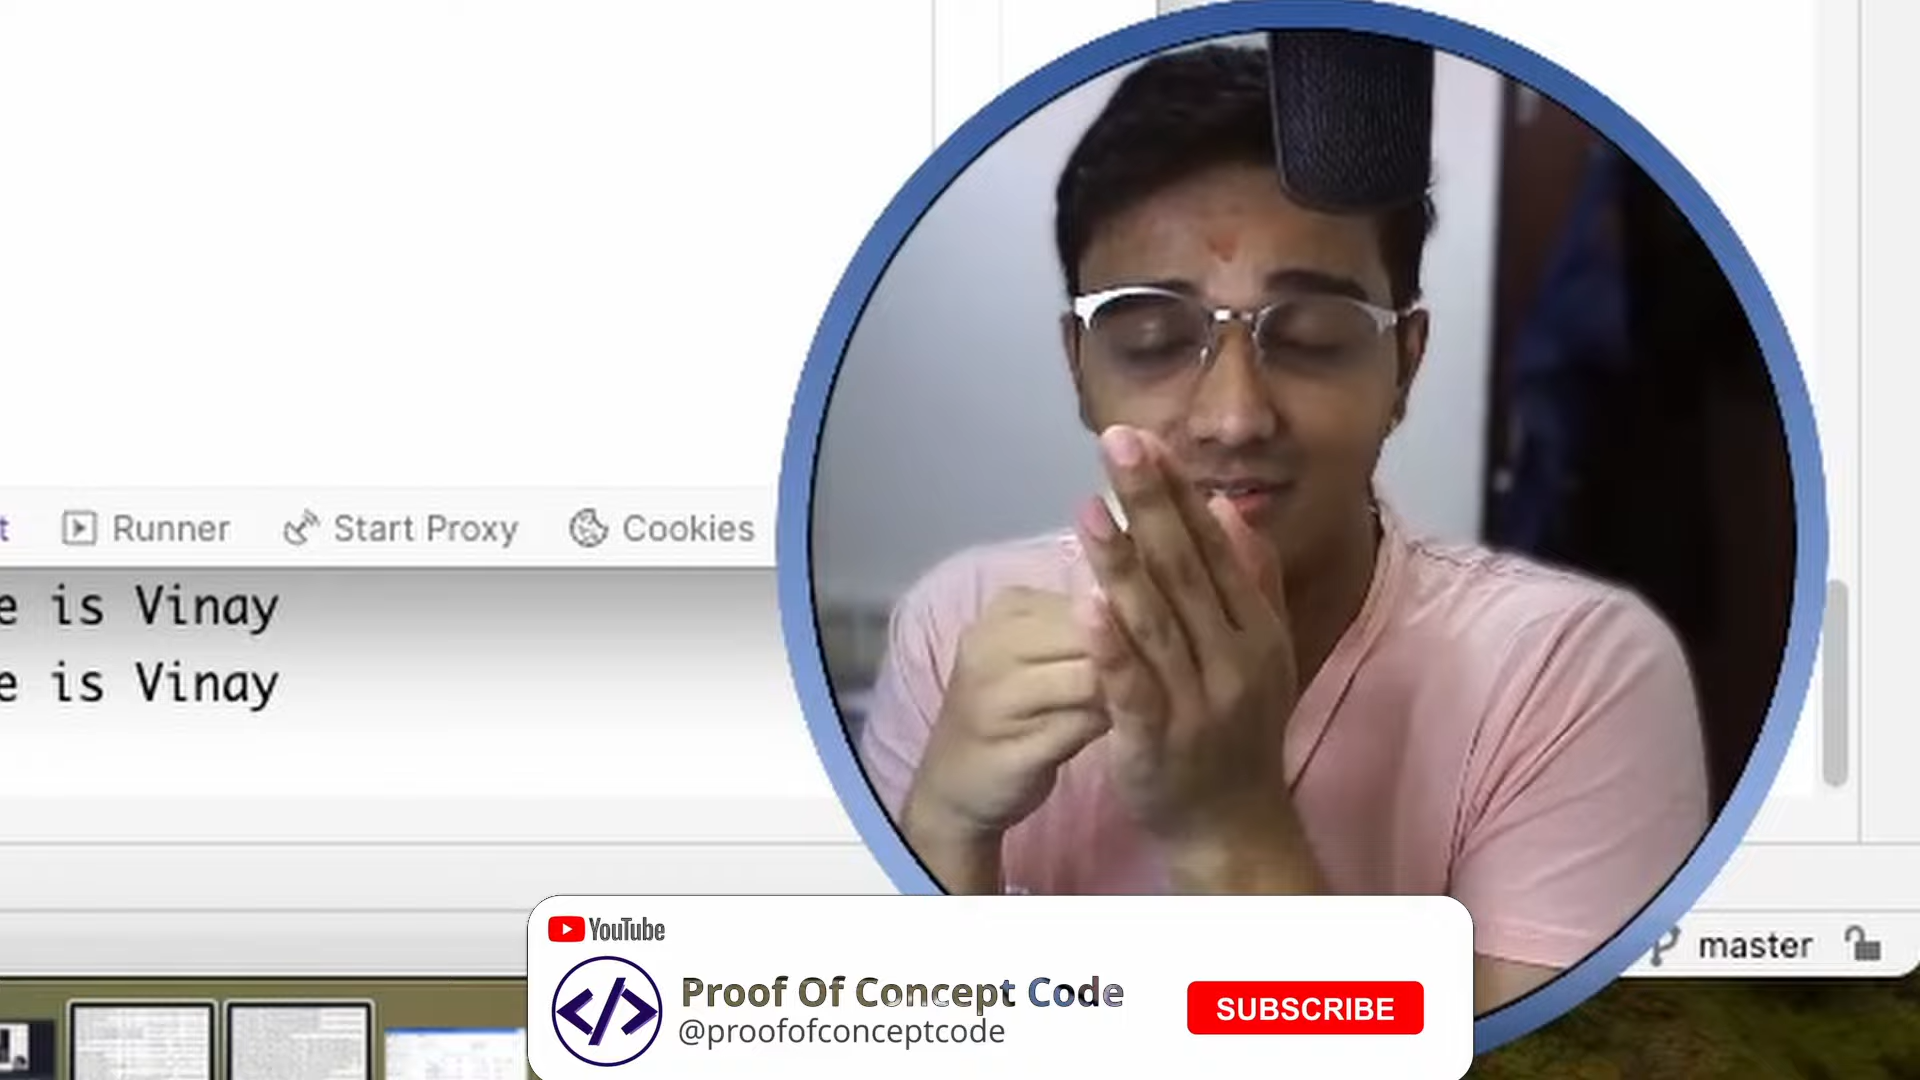 t Runner Start Proxy Cookies
e is Vinay
e is Vinay
master
YouTube
Proof Of Concept Code
@proofofconceptcode
SUBSCRIBE